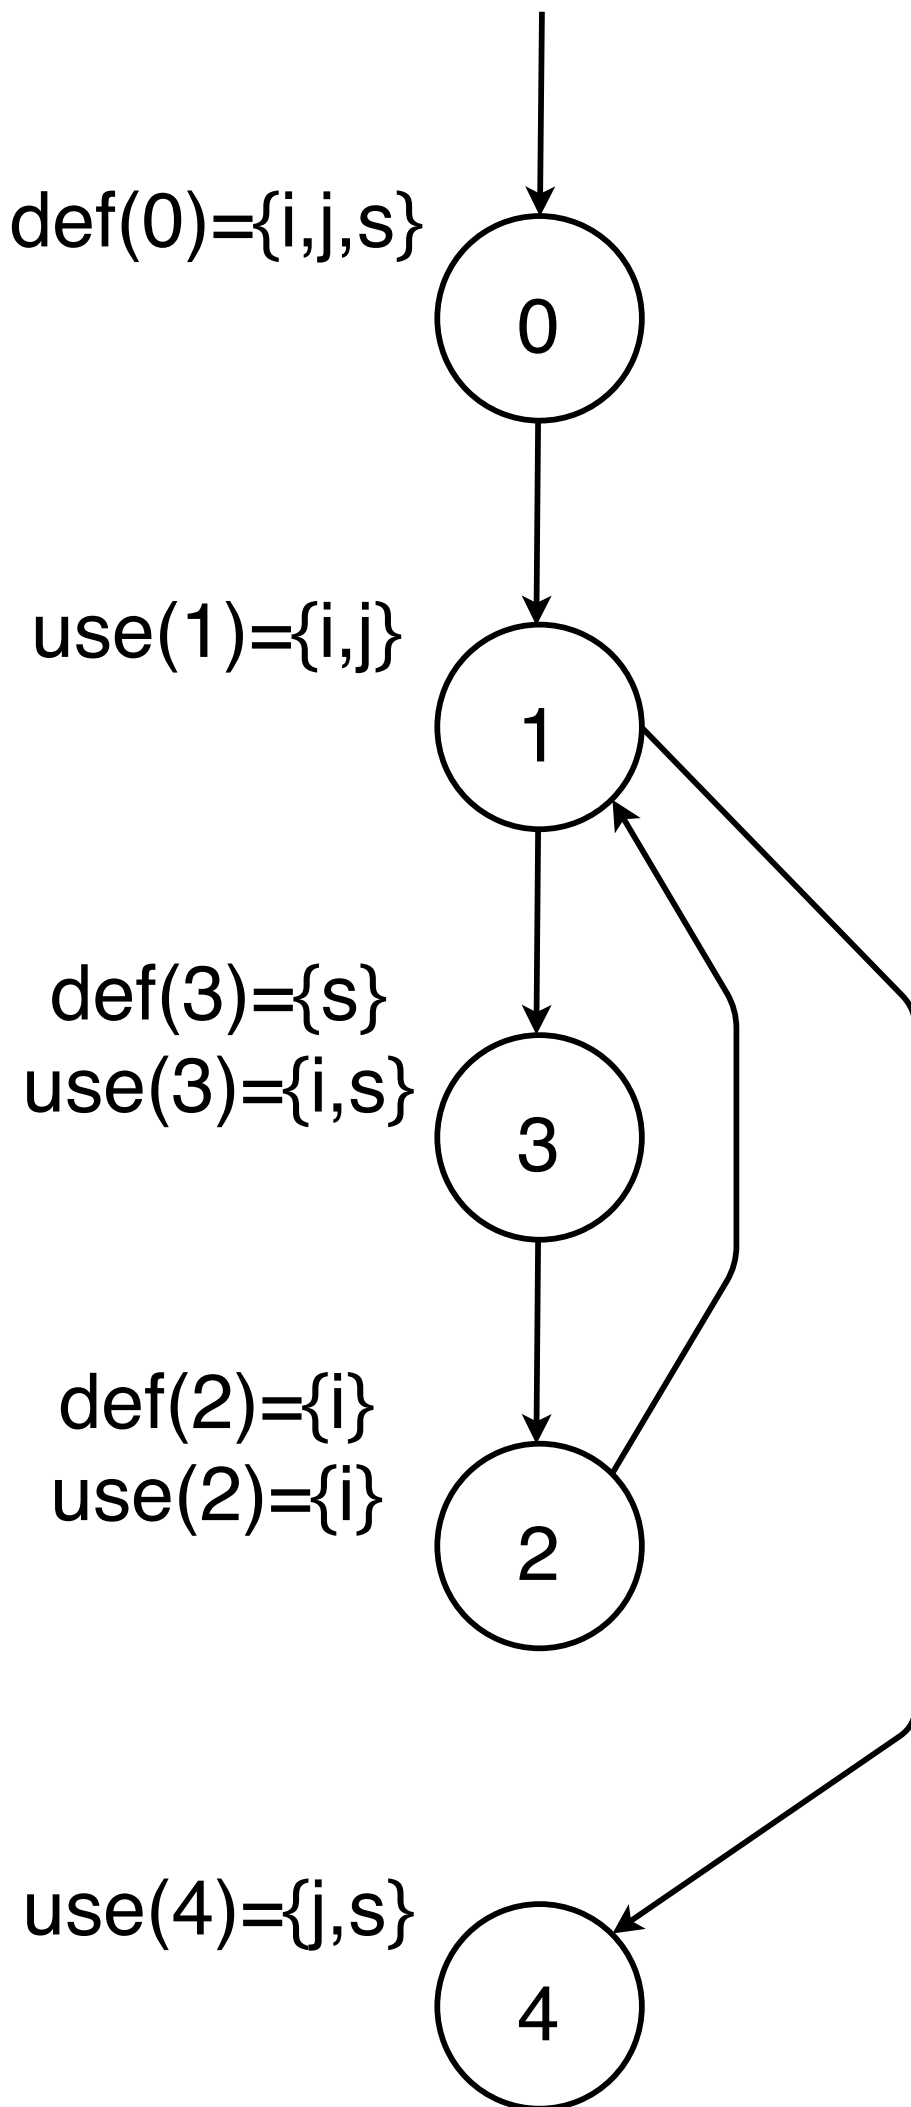 def(0)={i,j,s}
0
use(1)={i,j}
1
def(3)={s}
use(3)={i,s}
3
def(2)={i}
use(2)={i}
2
use(4)={j,s}
4